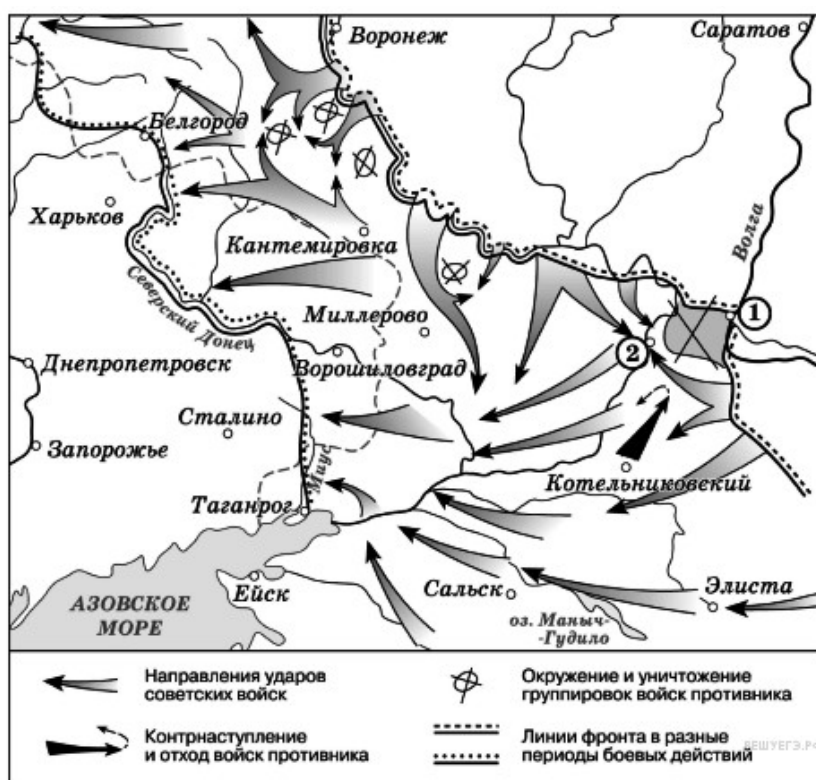 Воронеж
Саратов
Белгород
Волга
Харьков
Кантемировка
Северский Донец
1
Миллерово
2
Днепропетровск
Ворошиловград
Сталино
Запорожье
Миус
Котельниковский
Таганрог
Ейск
Сальск
Элиста
АЗОВСКОЕ
МОРЕ
оз. Маныч-
-Гудило
Направления ударов
советских войск
Окружение и уничтожение
группировок войск противника
Контрнаступление
и отход войск противника
Линии фронта в разные
периоды боевых действий
РЕШУЕГЭ.РФ